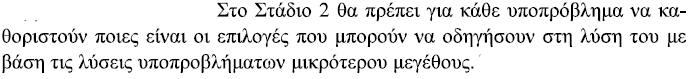 Στο Στάδιο 2 θα πρέπει για κάθε υποπρόβλημα να κα-
θοριστούν ποιες είναι οι επιλογές που μπορούν να οδηγήσουν στη λύση του με
βάση τις λύσεις υποπροβλήματων μικρότερου μεγέθους.